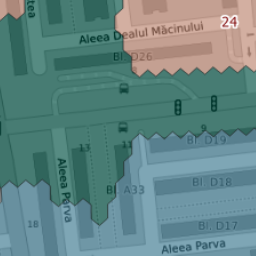 tea
24
Aleea Dealul Măcinului
Bl. D26
9
13
11
Bl. D19
Aleea Parva
Bl. A33
Bl. D18
18
Bl. D17
Aleea Parva